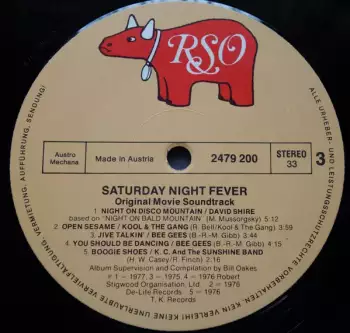 RSO
Austro
Mechana
Made in Austria
2479 200
STEREO
33
3
SATURDAY NIGHT FEVER
Original Movie Soundtrack
1. NIGHT ON DISCO MOUNTAIN / DAVID SHIRE
based on "NIGHT ON BALD MOUNTAIN" (M. Mussorgsky) 5:12
2. OPEN SESAME / KOOL & THE GANG (R. Bell/Kool & The Gang) 3:59
3. JIVE TALKIN' / BEE GEES (B.-R.-M. Gibb) 3:44
4. YOU SHOULD BE DANCING / BEE GEES (B.-R.-M. Gibb) 4:15
5. BOOGIE SHOES / K. C. And The SUNSHINE BAND
(H. W. Casey/R. Finch) 2:16
Album Supervision and Compilation by Bill Oakes
℗ 1 – 1977, 3 – 1975, 4 – 1976 Robert
Stigwood Organisation Ltd. 2 – 1976
De-Lite Records 5 – 1976
T. K. Records
ALLE URHEBER- UND LEISTUNGSSCHUTZRECHTE VORBEHALTEN. KEIN VERLEIH! KEINE UNERLAUBTE VERVIELFÄLTIGUNG, VERMIETUNG, AUFFÜHRUNG, SENDUNG!